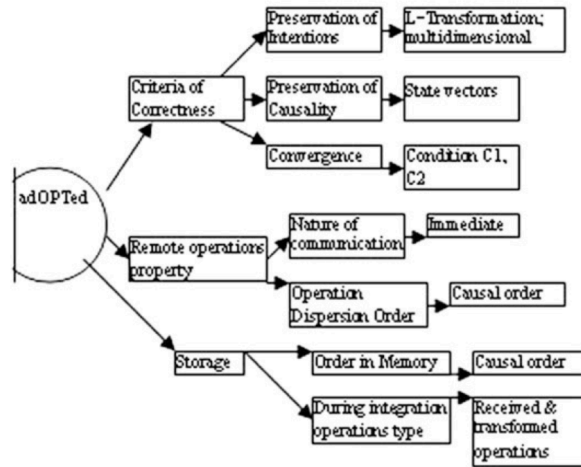 Preservation of
Intentions
L-Transformation;
multidimensional
Criteria of
Correctness
Preservation of
Causality
State vectors
Convergence
Condition C1,
C2
adOPTed
Remote operations
property
Nature of
communication
Immediate
Operation
Dispersion Order
Causal order
Storage
Order in Memory
Causal order
During integration
operations type
Received &
transformed
operations